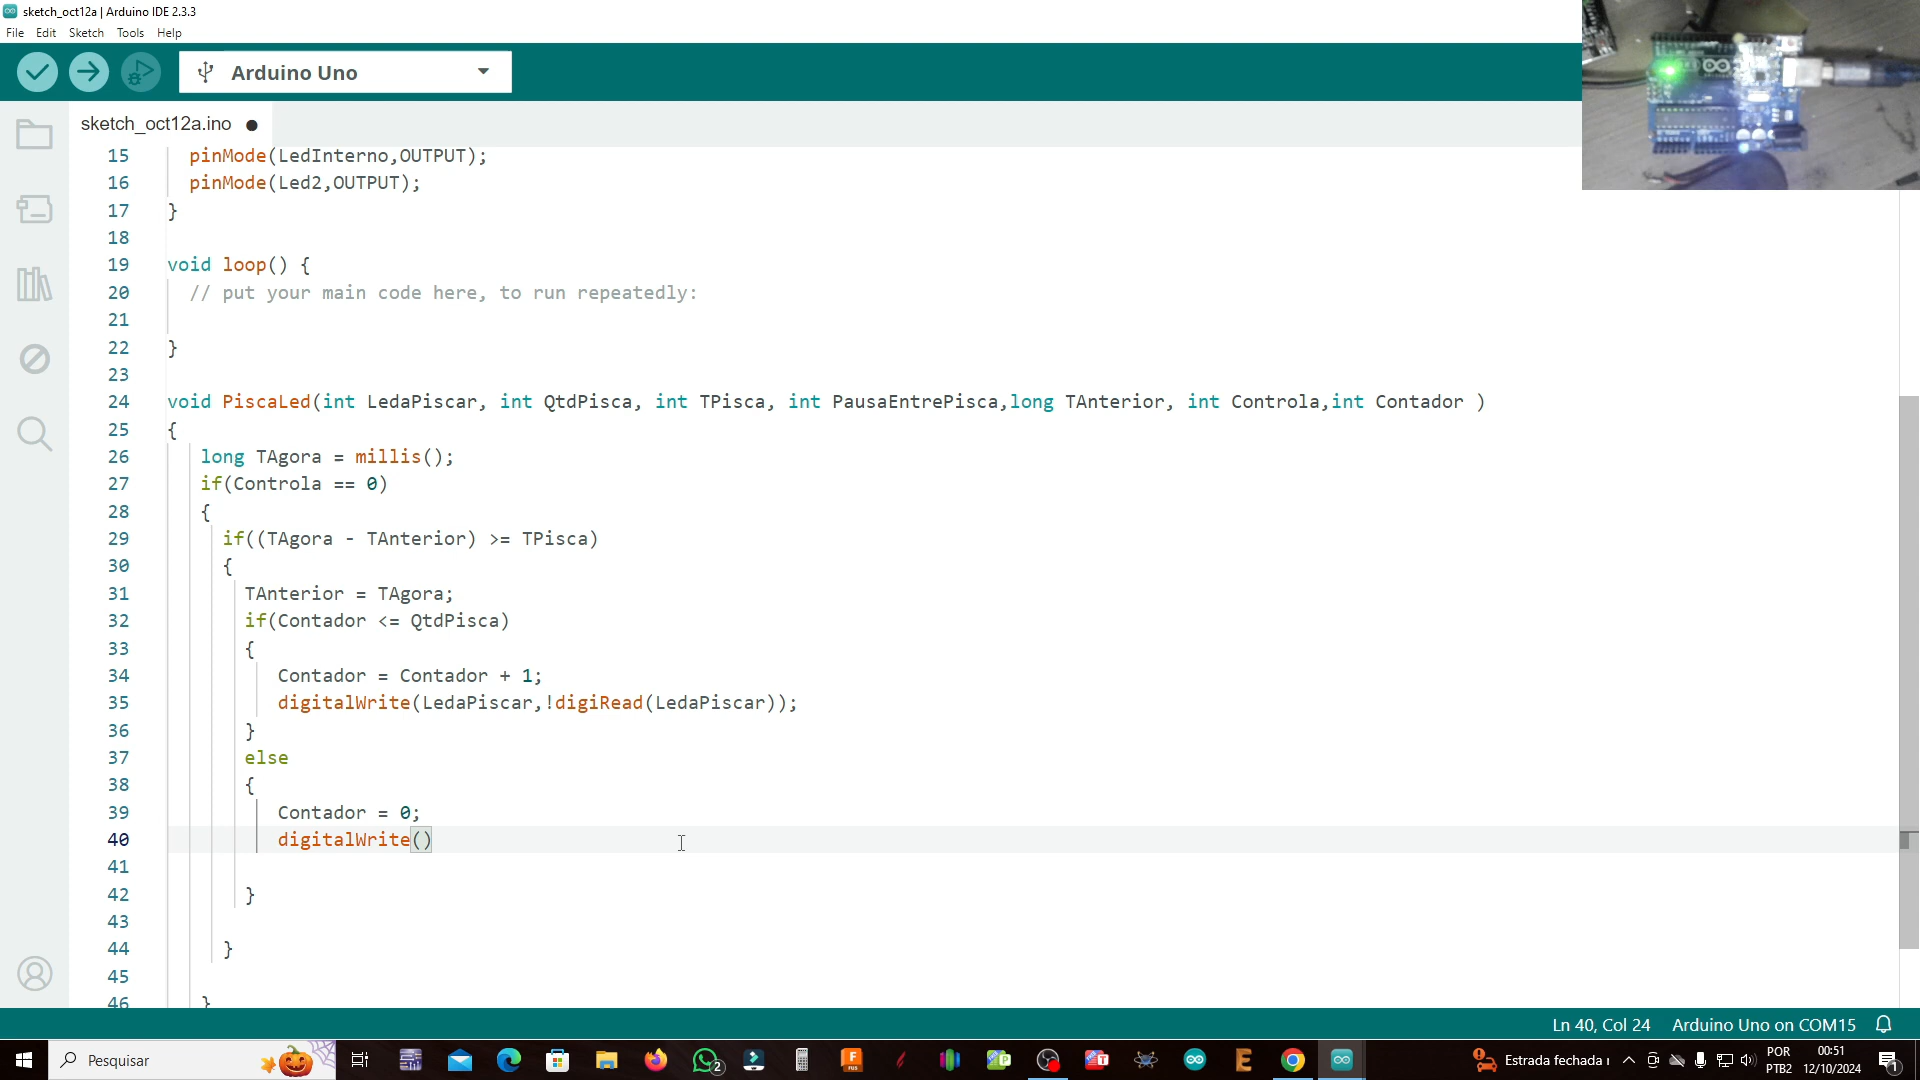 sketch_oct12a | Arduino IDE 2.3.3
File Edit Sketch Tools Help
Arduino Uno
sketch_oct12a.ino
15 pinMode(LedInterno,OUTPUT);
16 pinMode(Led2,OUTPUT);
17 }
18
19 void loop() {
20 // put your main code here, to run repeatedly:
21
22 }
23
24 void PiscaLed(int LedaPiscar, int QtdPisca, int TPisca, int PausaEntrePisca,long TAnterior, int Controla,int Contador )
25 {
26 long TAgora = millis();
27 if(Controla == 0)
28 {
29 if((TAgora - TAnterior) >= TPisca)
30 {
31 TAnterior = TAgora;
32 if(Contador <= QtdPisca)
33 {
34 Contador = Contador + 1;
35 digitalWrite(LedaPiscar,!digiRead(LedaPiscar));
36 }
37 else
38 {
39 Contador = 0;
40 digitalWrite()
41
42 }
43
44 }
45
46 }
Ln 40, Col 24 Arduino Uno on COM15
Pesquisar
2
F
FUS
P
T
E
Estrada fechada
POR
PTB2
00:51
12/10/2024
1